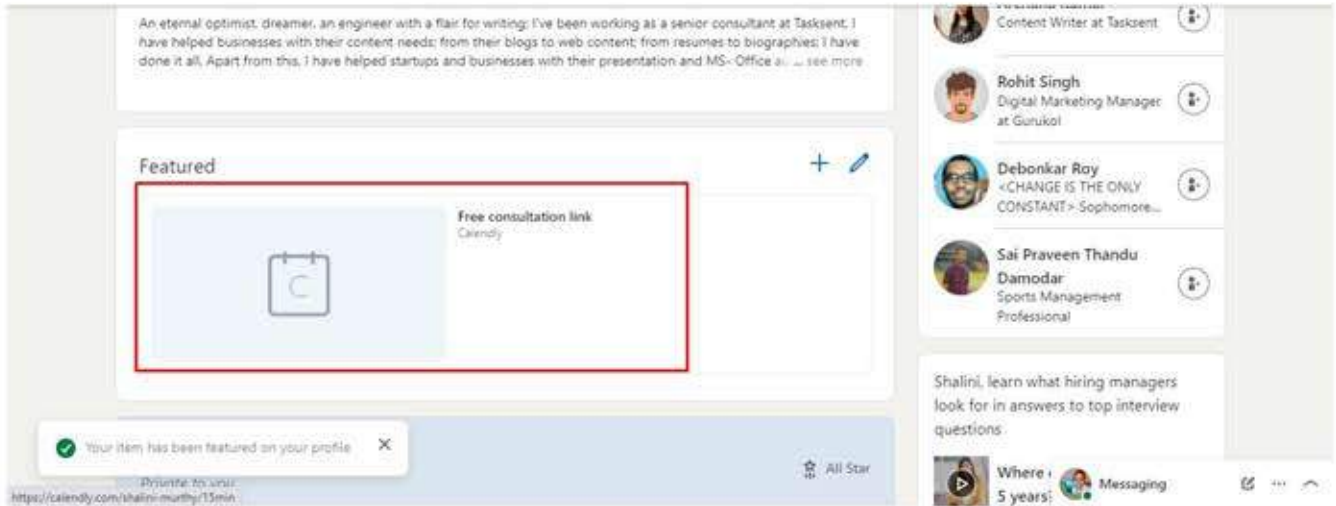 An eternal optimist, dreamer, an engineer with a flair for writing; I've been working as a senior consultant at Tasksent. I
have helped businesses with their content needs; from their blogs to web content; from resumes to biographies; I have
done it all. Apart from this, I have helped startups and businesses with their presentation and MS- Office ... see more
Featured
Free consultation link
Calendly
Your item has been featured on your profile
Private to you
All Star
https://calendly.com/shalini-murthy/15min
Content Writer at Tasksent
Rohit Singh
Digital Marketing Manager
at Gurukol
Debonkar Roy
<CHANGE IS THE ONLY
CONSTANT> Sophomore...
Sai Praveen Thandu
Damodar
Sports Management
Professional
Shalini, learn what hiring managers
look for in answers to top interview
questions
Where
5 years
Messaging